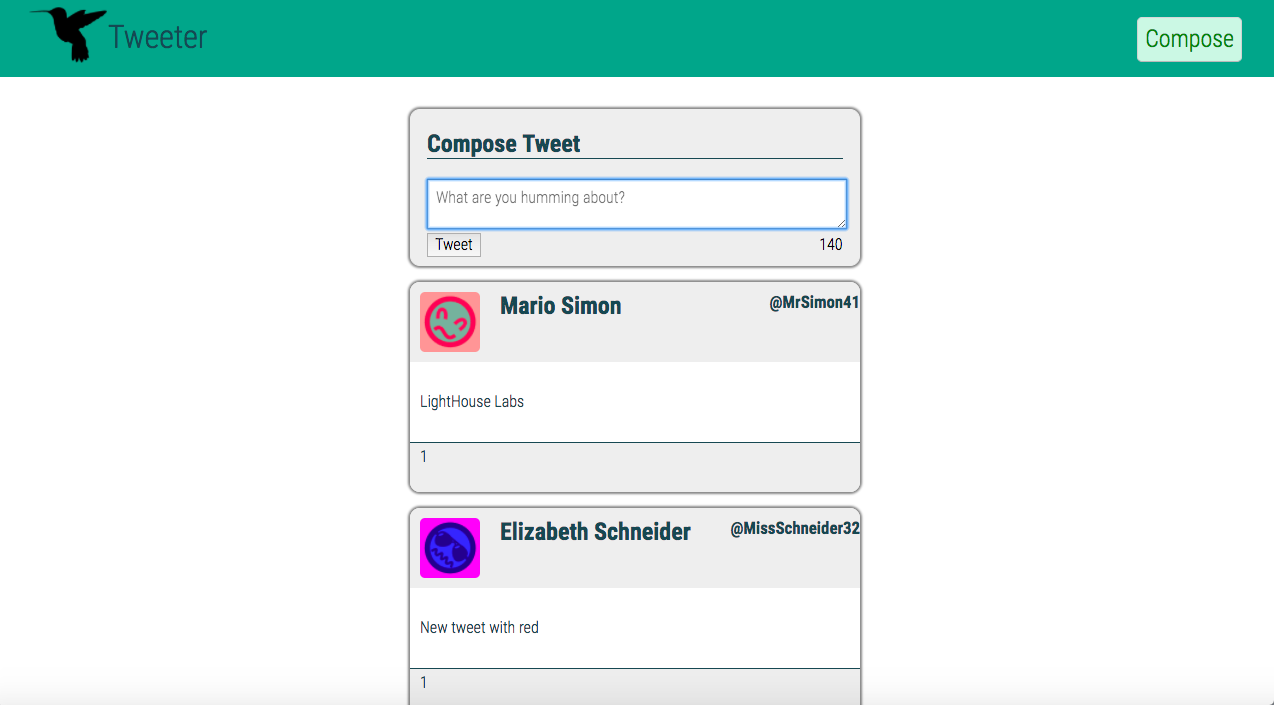 Tweeter
Compose
Compose Tweet
What are you humming about?
Tweet 140
Mario Simon @MrSimon41
LightHouse Labs
1
Elizabeth Schneider @MissSchneider32
New tweet with red
1